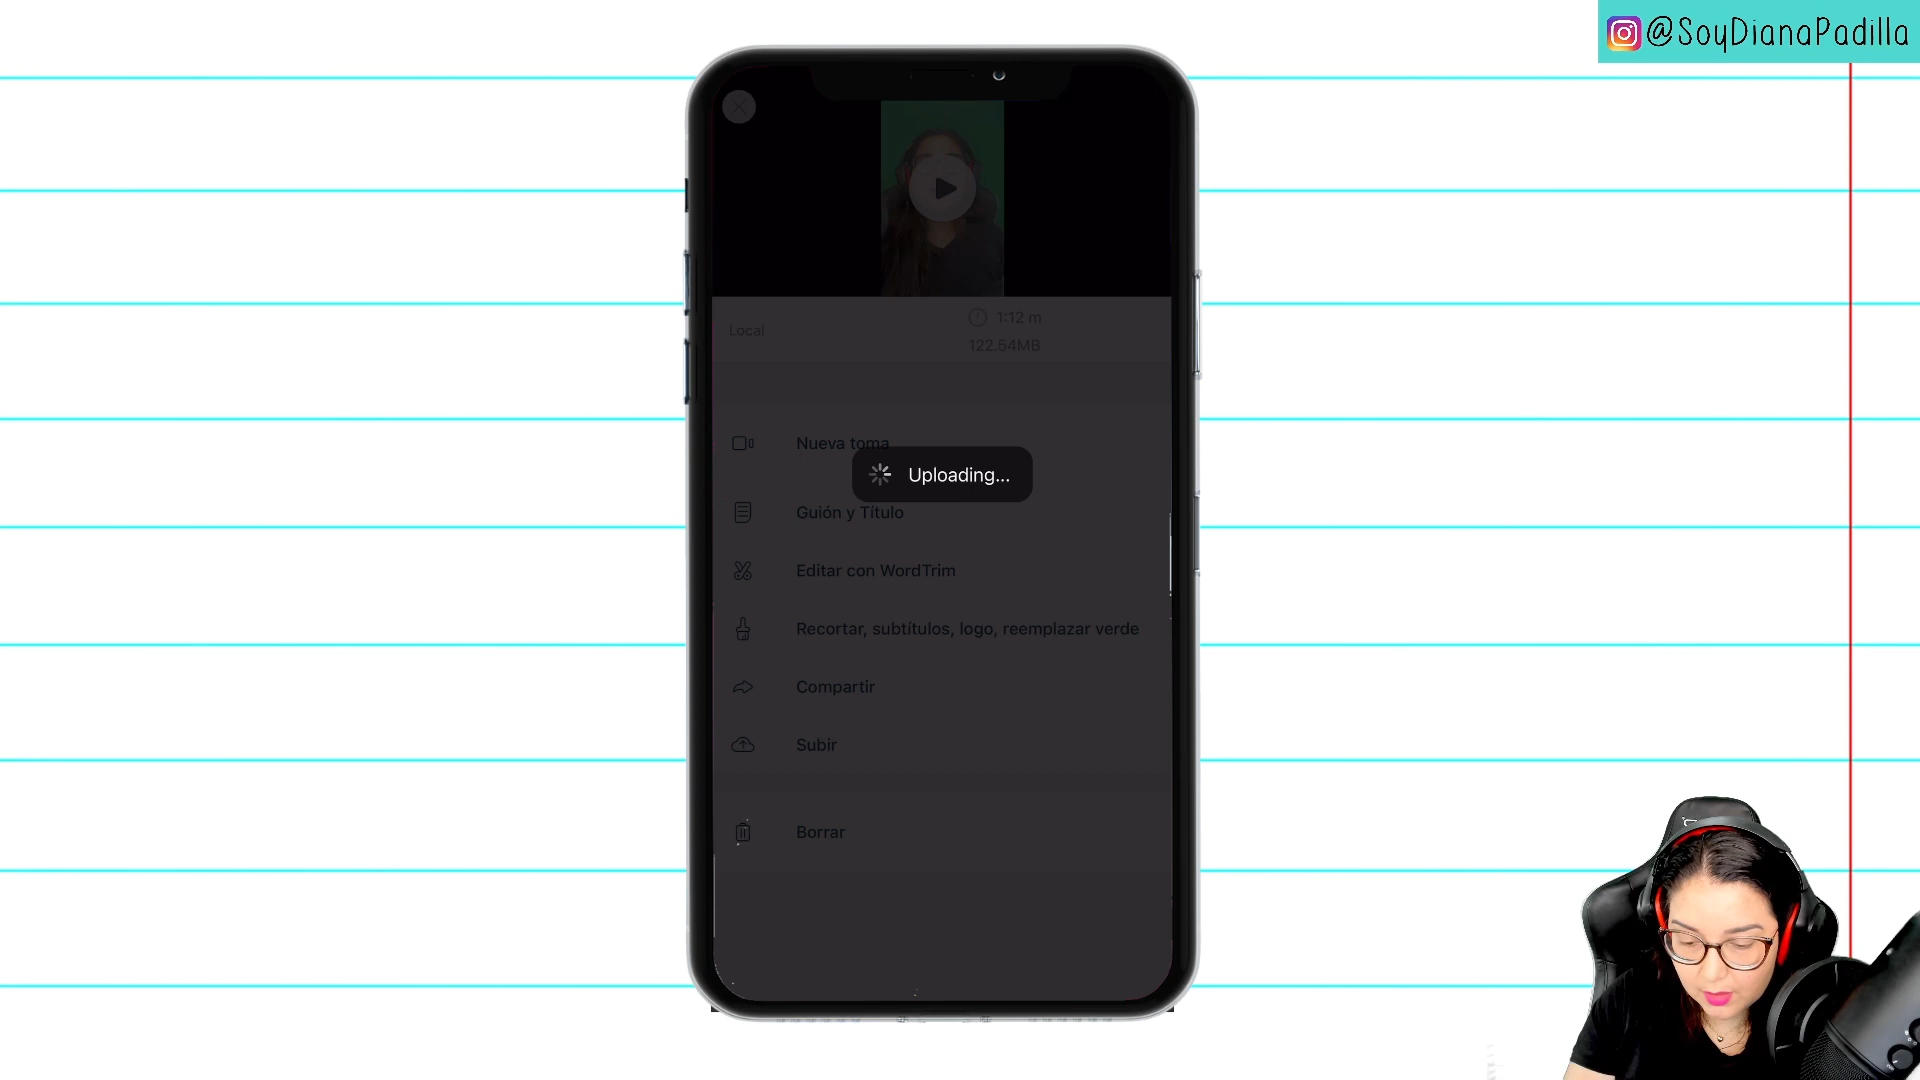 @SoyDianaPadilla
Local
1:12 m
122.54MB
Nueva toma
Uploading...
Guión y Título
Editar con WordTrim
Recortar, subtítulos, logo, reemplazar verde
Compartir
Subir
Borrar